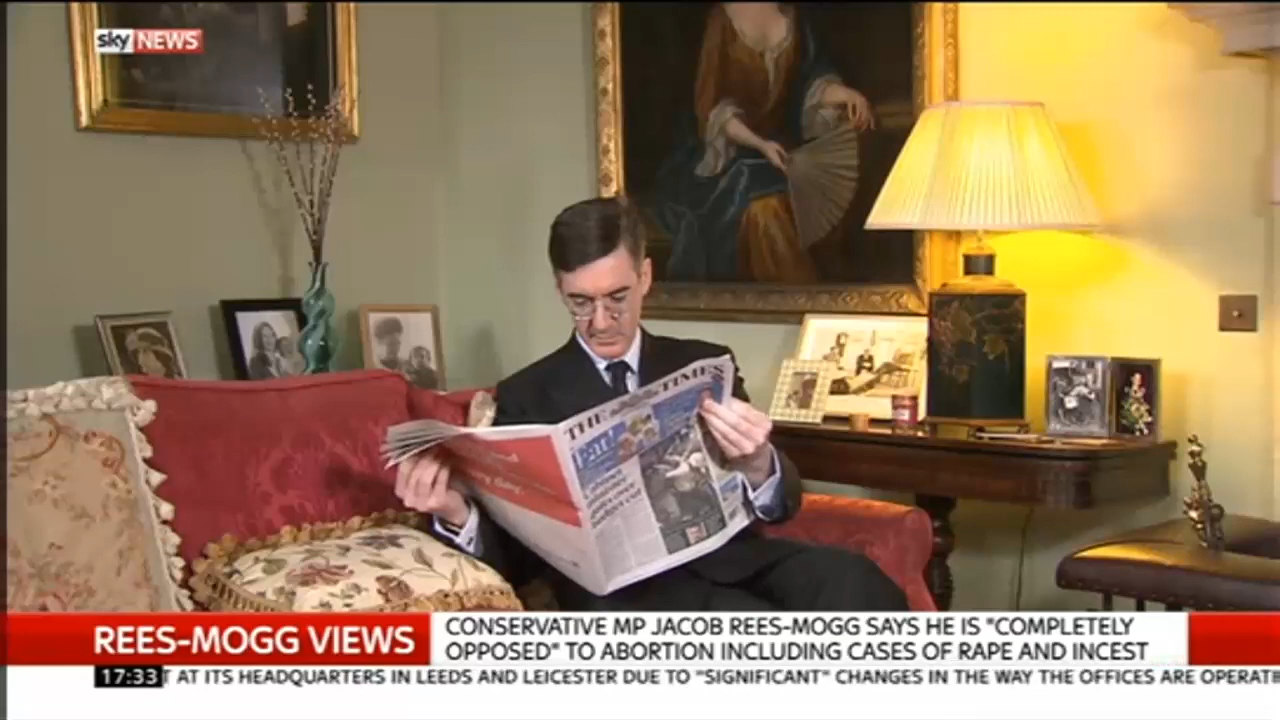 sky NEWS
THE TIMES
Eat!
REES-MOGG VIEWS
CONSERVATIVE MP JACOB REES-MOGG SAYS HE IS "COMPLETELY
OPPOSED" TO ABORTION INCLUDING CASES OF RAPE AND INCEST
17:33 T AT ITS HEADQUARTERS IN LEEDS AND LEICESTER DUE TO "SIGNIFICANT" CHANGES IN THE WAY THE OFFICES ARE OPERAT